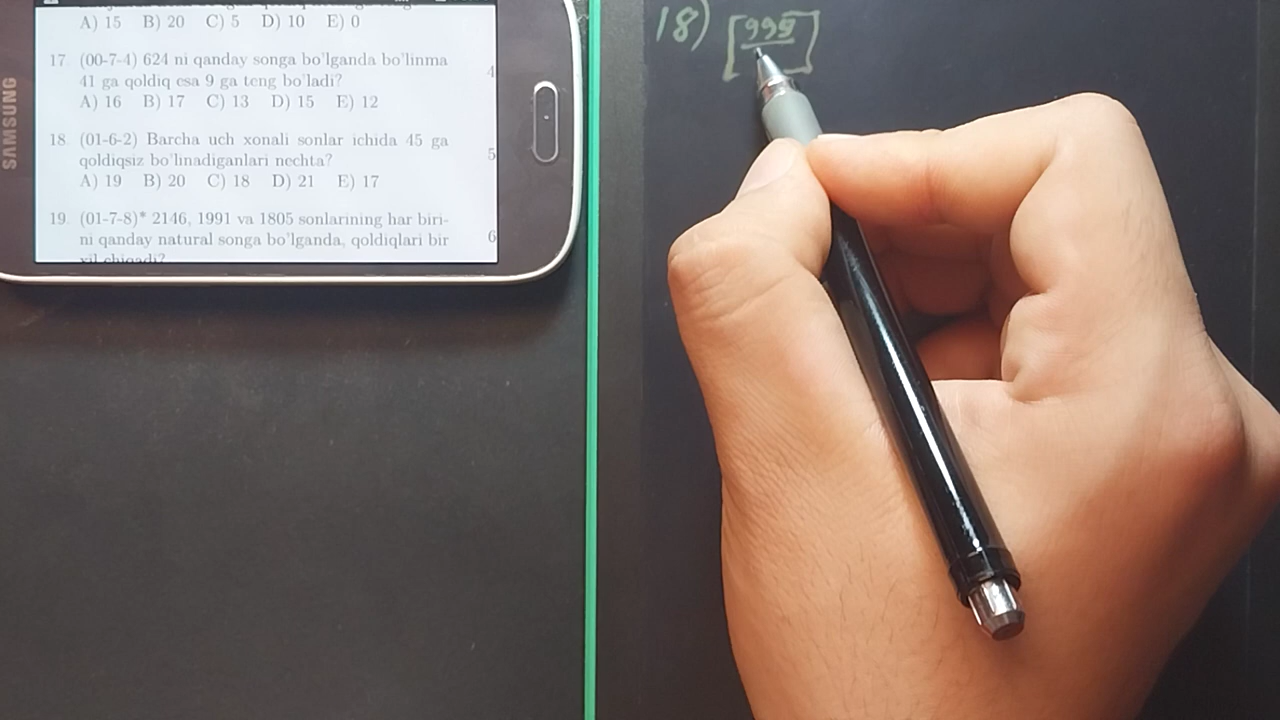 A) 15 B) 20 C) 5 D) 10 E) 0
17. (00-7-4) 624 ni qanday songa bo'lganda bo'linma
41 ga qoldiq esa 9 ga teng bo'ladi?
A) 16 B) 17 C) 13 D) 15 E) 12
18. (01-6-2) Barcha uch xonali sonlar ichida 45 ga
qoldiqsiz bo'linadiganlari nechta?
A) 19 B) 20 C) 18 D) 21 E) 17
19. (01-7-8)* 2146, 1991 va 1805 sonlarining har biri-
ni qanday natural songa bo'lganda, qoldiqlari bir
xil chiqadi?
4
5
6
SAMSUNG
18) [999